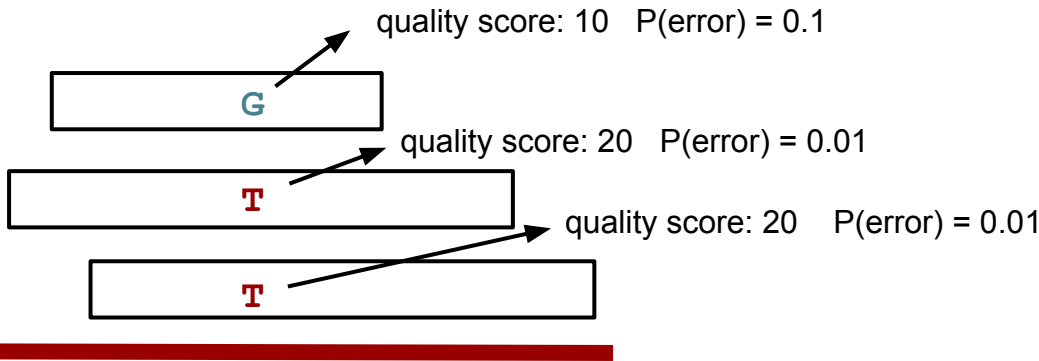 quality score: 10 P(error) = 0.1
G
quality score: 20 P(error) = 0.01
T
quality score: 20 P(error) = 0.01
T